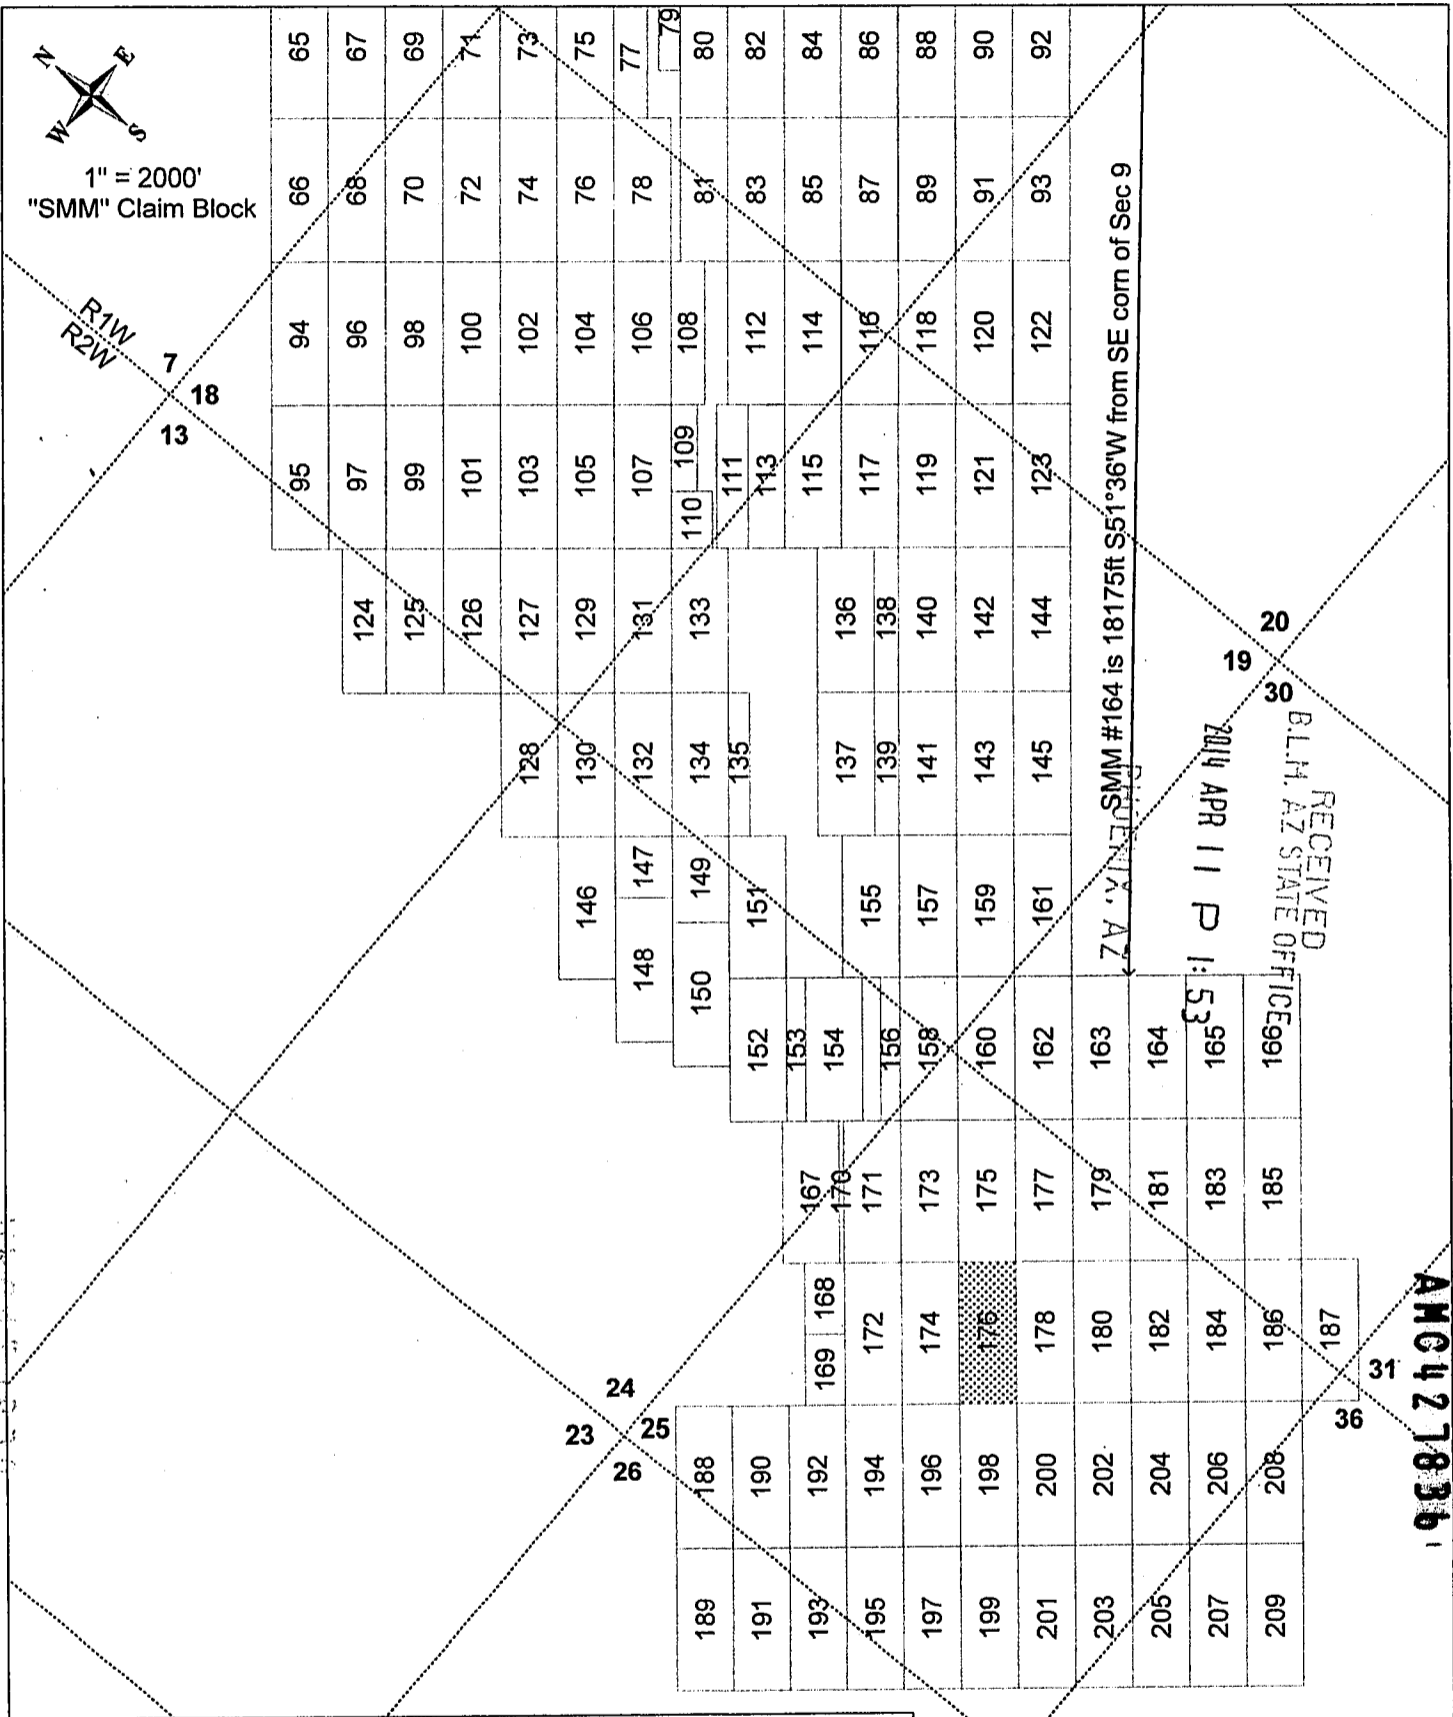 N E
W S
1" = 2000'
"SMM" Claim Block
R1W
R2W
7
18
13
65 67 69 71 73 75 77 79 80 82 84 86 88 90 92
66 68 70 72 74 76 78 81 83 85 87 89 91 93
94 96 98 100 102 104 106 108 112 114 116 118 120 122
95 97 99 101 103 105 107 109 110 111 113 115 117 119 121 123
124 125 126 127 129 131 133 136 138 140 142 144
128 130 132 134 135 137 139 141 143 145
146 147 148 149 150 151 155 157 159 161
152 153 154 156 158 160 162 163 164 165 166
167 170 171 173 175 177 179 181 183 185
168 169 172 174 176 178 180 182 184 186 187
188 190 192 194 196 198 200 202 204 206 208
189 191 193 195 197 199 201 203 205 207 209
SMM #164 is 18175ft S51°36'W from SE corn of Sec 9
20
19
30
RECEIVED
B.L.M. AZ STATE OFFICE
2014 APR 11 P 1:53
PHOENIX, AZ
24
23 25
26
31
36
AMC427836